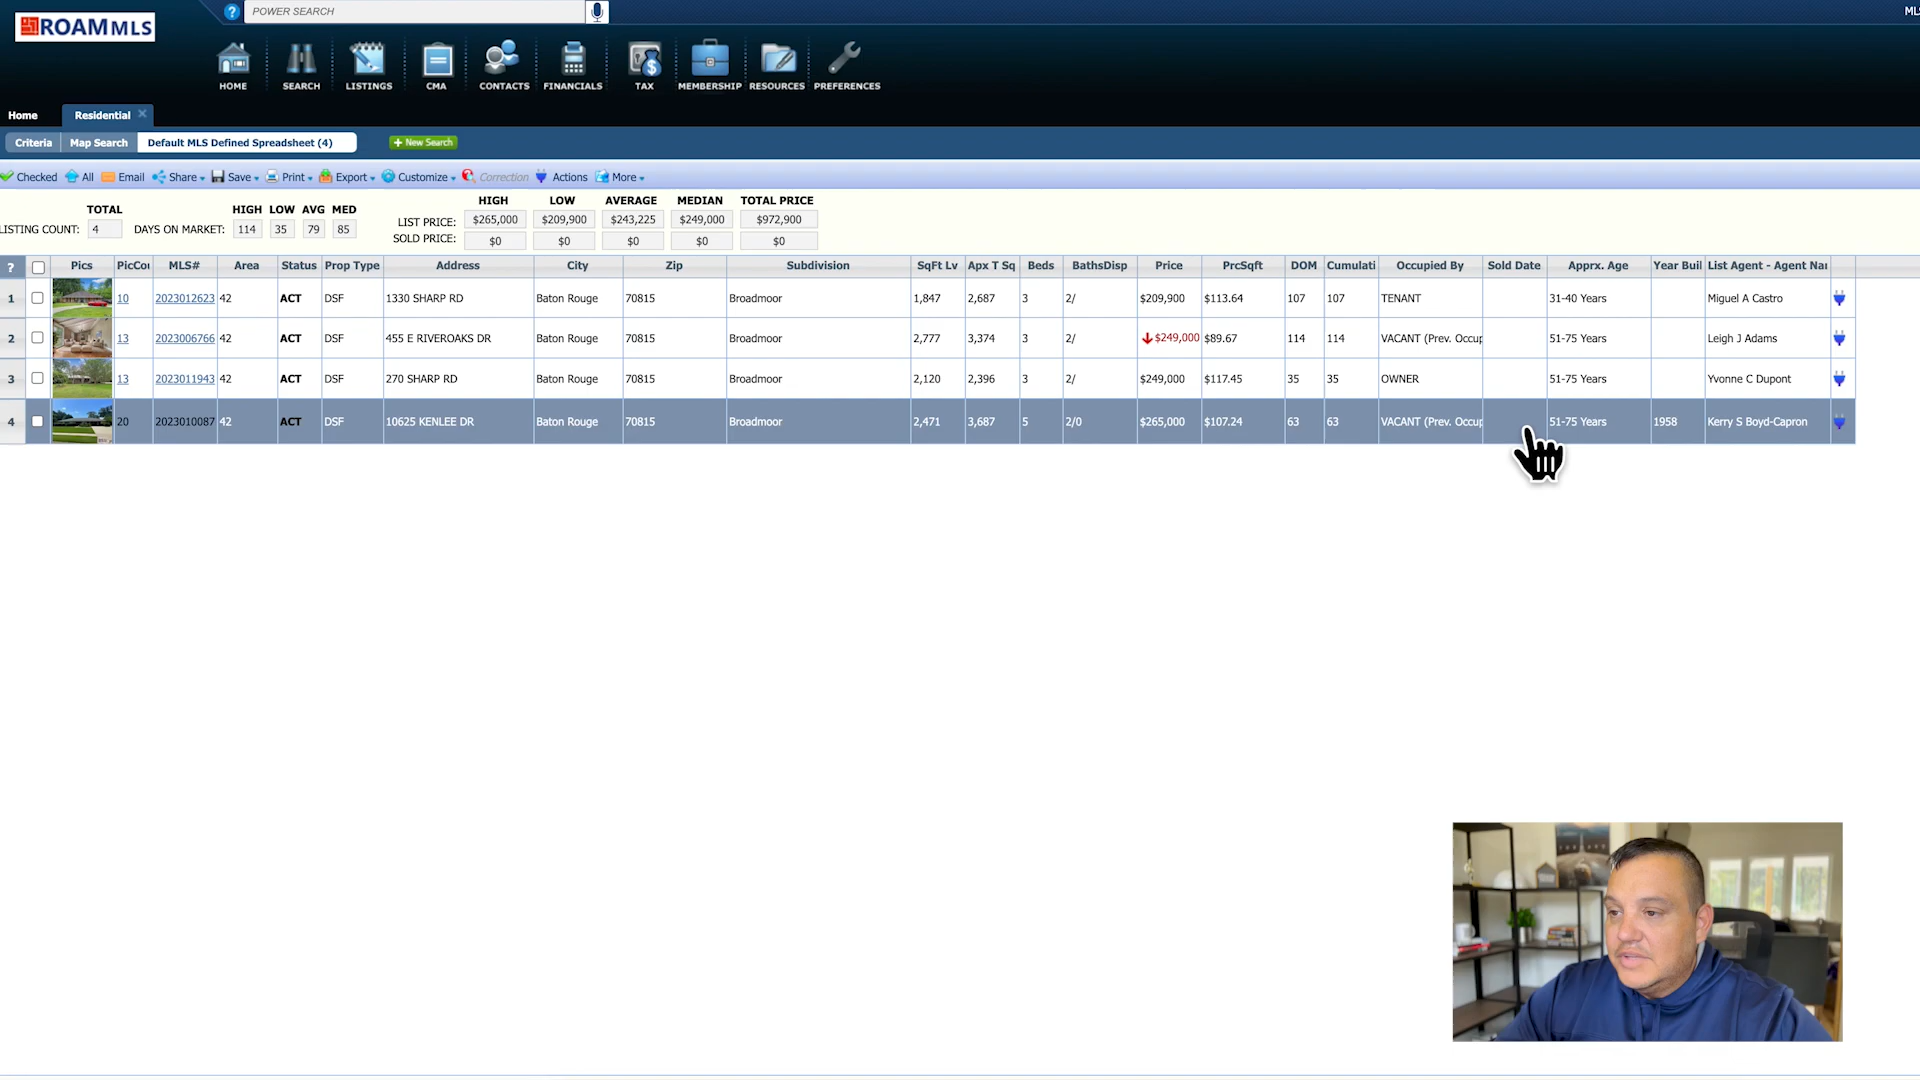 ROAMMLS
?
POWER SEARCH
MLS
HOME
SEARCH
LISTINGS
CMA
CONTACTS
FINANCIALS
TAX
MEMBERSHIP
RESOURCES
PREFERENCES
Home
Residential
Criteria
Map Search
Default MLS Defined Spreadsheet (4)
+ New Search
Checked
All
Email
Share
Save
Print
Export
Customize
Correction
Actions
More
TOTAL
ISTING COUNT: 4
HIGH LOW AVG MED
DAYS ON MARKET: 114 35 79 85
HIGH LOW AVERAGE MEDIAN TOTAL PRICE
LIST PRICE: $265,000 $209,900 $243,225 $249,000 $972,900
SOLD PRICE: $0 $0 $0 $0 $0
? Pics PicCou MLS# Area Status Prop Type Address City Zip Subdivision SqFt Lv Apx T Sq Beds BathsDisp Price PrcSqft DOM Cumulati Occupied By Sold Date Apprx. Age Year Buil List Agent - Agent Nar
1 10 2023012623 42 ACT DSF 1330 SHARP RD Baton Rouge 70815 Broadmoor 1,847 2,687 3 2/ $209,900 $113.64 107 107 TENANT 31-40 Years Miguel A Castro
2 13 2023006766 42 ACT DSF 455 E RIVEROAKS DR Baton Rouge 70815 Broadmoor 2,777 3,374 3 2/ $249,000 $89.67 114 114 VACANT (Prev. Occup 51-75 Years Leigh J Adams
3 13 2023011943 42 ACT DSF 270 SHARP RD Baton Rouge 70815 Broadmoor 2,120 2,396 3 2/ $249,000 $117.45 35 35 OWNER 51-75 Years Yvonne C Dupont
4 20 2023010087 42 ACT DSF 10625 KENLEE DR Baton Rouge 70815 Broadmoor 2,471 3,687 5 2/0 $265,000 $107.24 63 63 VACANT (Prev. Occup 51-75 Years 1958 Kerry S Boyd-Capron